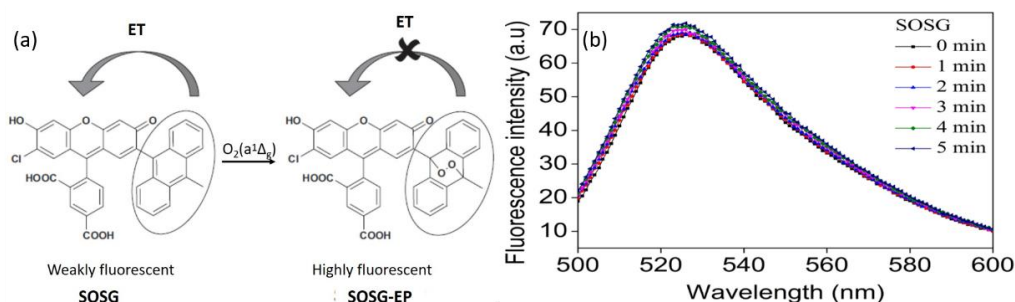 (a)
ET
ET
HO
O
O
Cl
HOOC
COOH
O₂(a¹Δg)
HO
O
O
Cl
O
O
HOOC
COOH
Weakly fluorescent
Highly fluorescent
SOSG
SOSG-EP
(b)
SOSG
0 min
1 min
2 min
3 min
4 min
5 min
Fluorescence intensity (a.u)
70
60
50
40
30
20
10
500 520 540 560 580 600
Wavelength (nm)